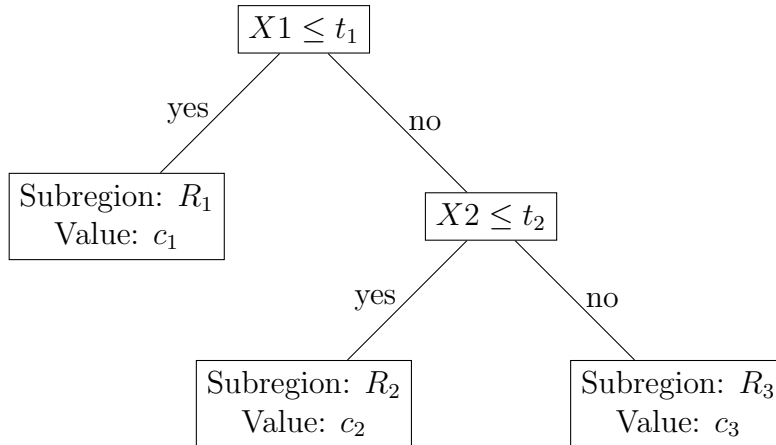 X1 ≤ t₁
yes
no
Subregion: R₁
Value: c₁
X2 ≤ t₂
yes
no
Subregion: R₂
Value: c₂
Subregion: R₃
Value: c₃